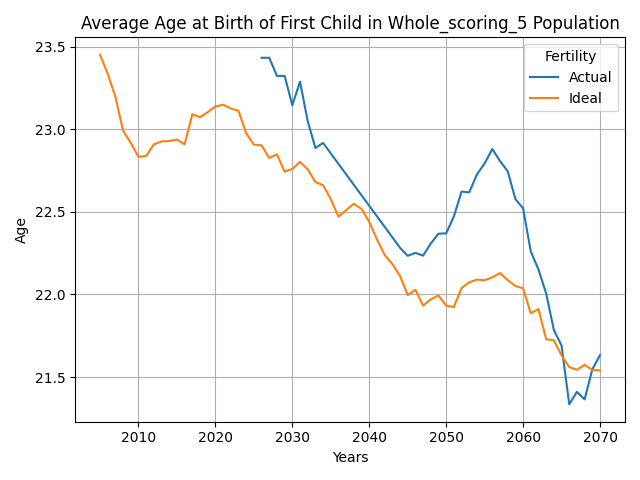 Average Age at Birth of First Child in Whole_scoring_5 Population
Fertility
Actual
Ideal
Age
23.5
23.0
22.5
22.0
21.5
2010 2020 2030 2040 2050 2060 2070
Years